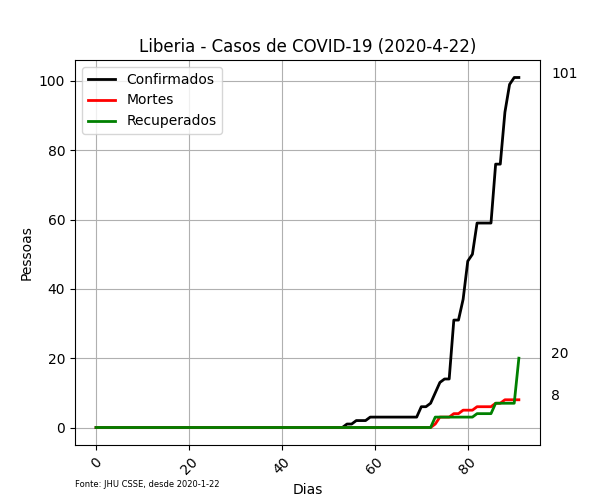 Liberia - Casos de COVID-19 (2020-4-22)
Confirmados
Mortes
Recuperados
101
20
8
100
80
60
40
20
0
Pessoas
0
20
40
60
80
Dias
Fonte: JHU CSSE, desde 2020-1-22